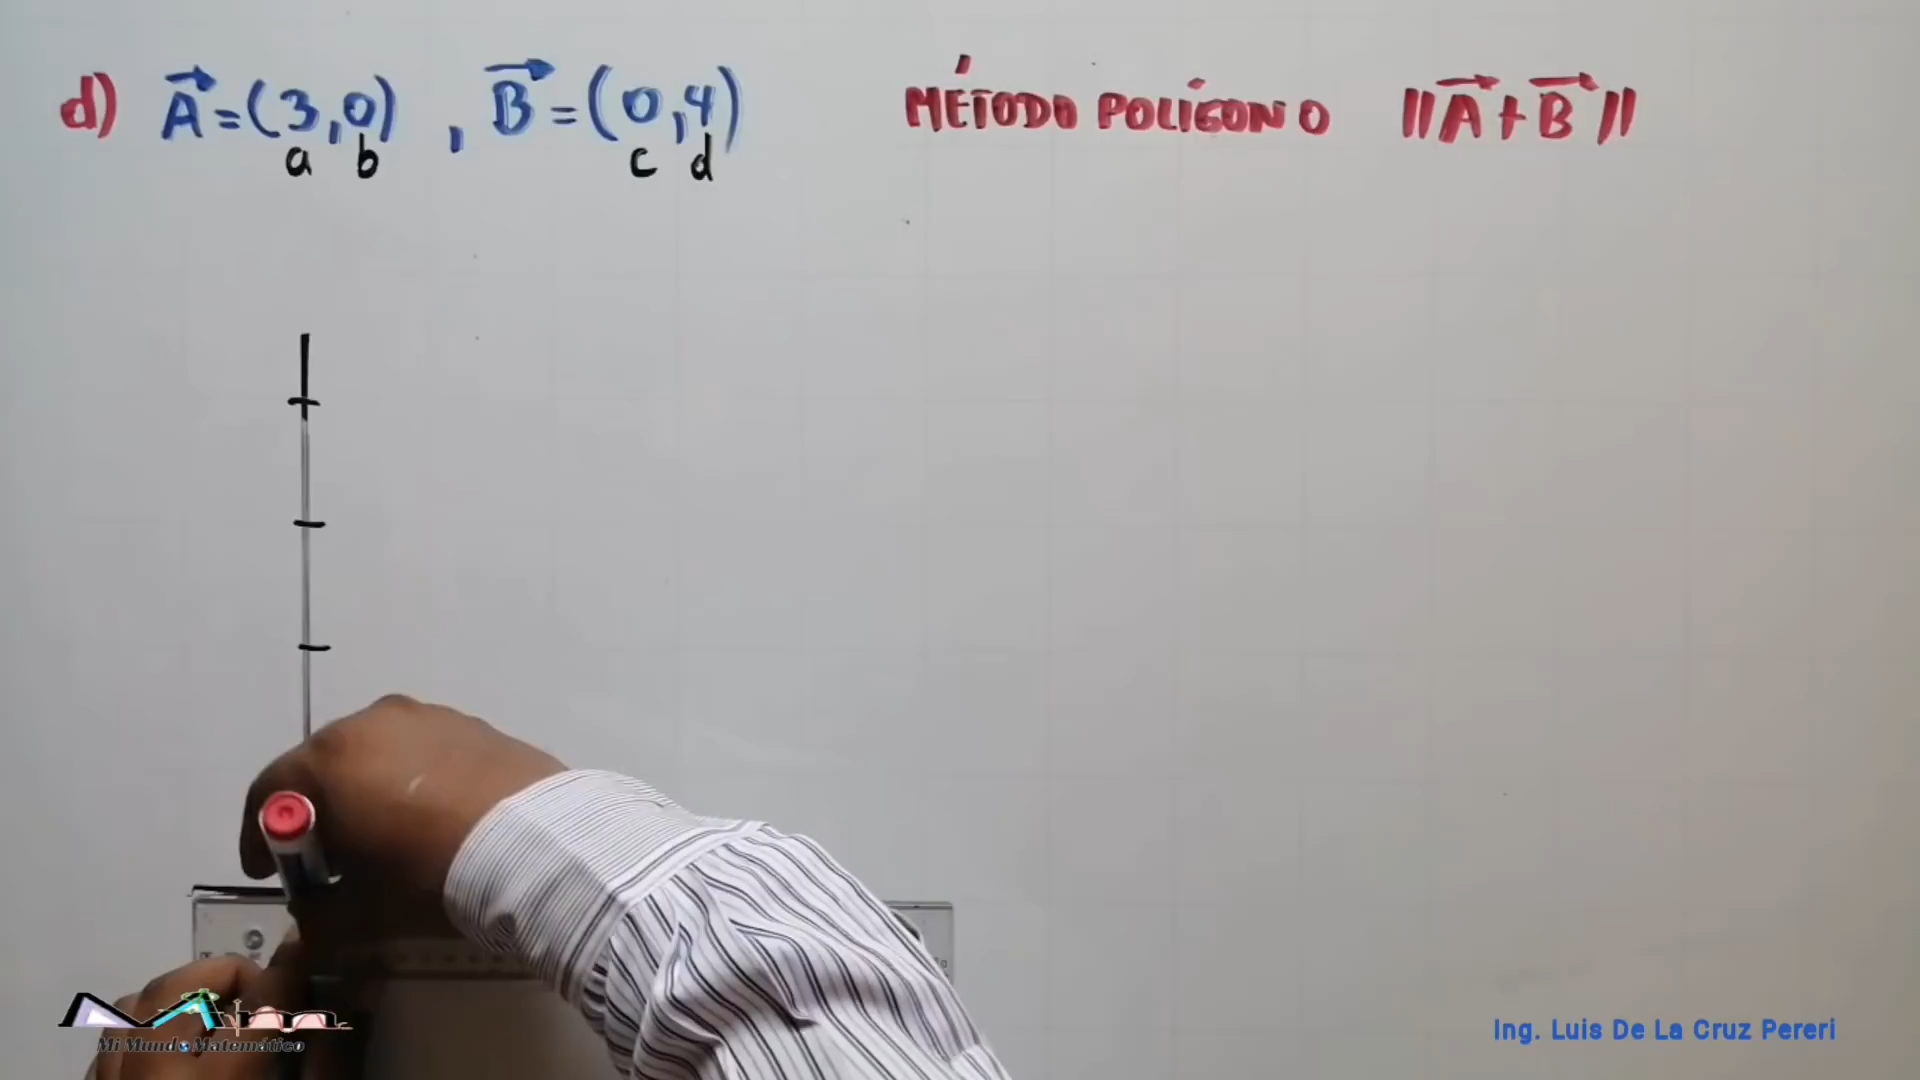 d) A = (3, 0) , B = (0, 4) MÉTODO POLÍGONO ||A + B||
a b c d
Mi Mundo Matemático
Ing. Luis De La Cruz Pereri